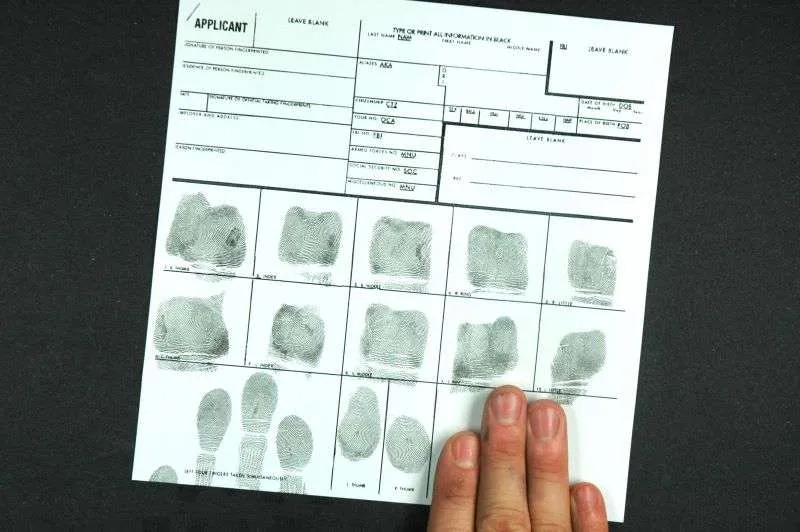 APPLICANT
LEAVE BLANK
TYPE OR PRINT ALL INFORMATION IN BLACK
LAST NAME NAM FIRST NAME MIDDLE NAME
FBI
LEAVE BLANK
SIGNATURE OF PERSON FINGERPRINTED
ALIASES AKA
O
R
I
RESIDENCE OF PERSON FINGERPRINTED
DATE OF BIRTH DOB
Month Day Year
DATE
SIGNATURE OF OFFICIAL TAKING FINGERPRINTS
CITIZENSHIP CTZ
SEX
RACE
HGT.
WGT.
EYES
HAIR
PLACE OF BIRTH POB
EMPLOYER AND ADDRESS
YOUR NO. OCA
LEAVE BLANK
FBI NO. FBI
CLASS
ARMED FORCES NO. MNU
REASON FINGERPRINTED
SOCIAL SECURITY NO. SOC
REF.
MISCELLANEOUS NO. MNU
1. R. THUMB
2. R. INDEX
3. R. MIDDLE
4. R. RING
5. R. LITTLE
6. L. THUMB
7. L. INDEX
8. L. MIDDLE
9. L. RING
10. L. LITTLE
LEFT FOUR FINGERS TAKEN SIMULTANEOUSLY
L. THUMB
R. THUMB